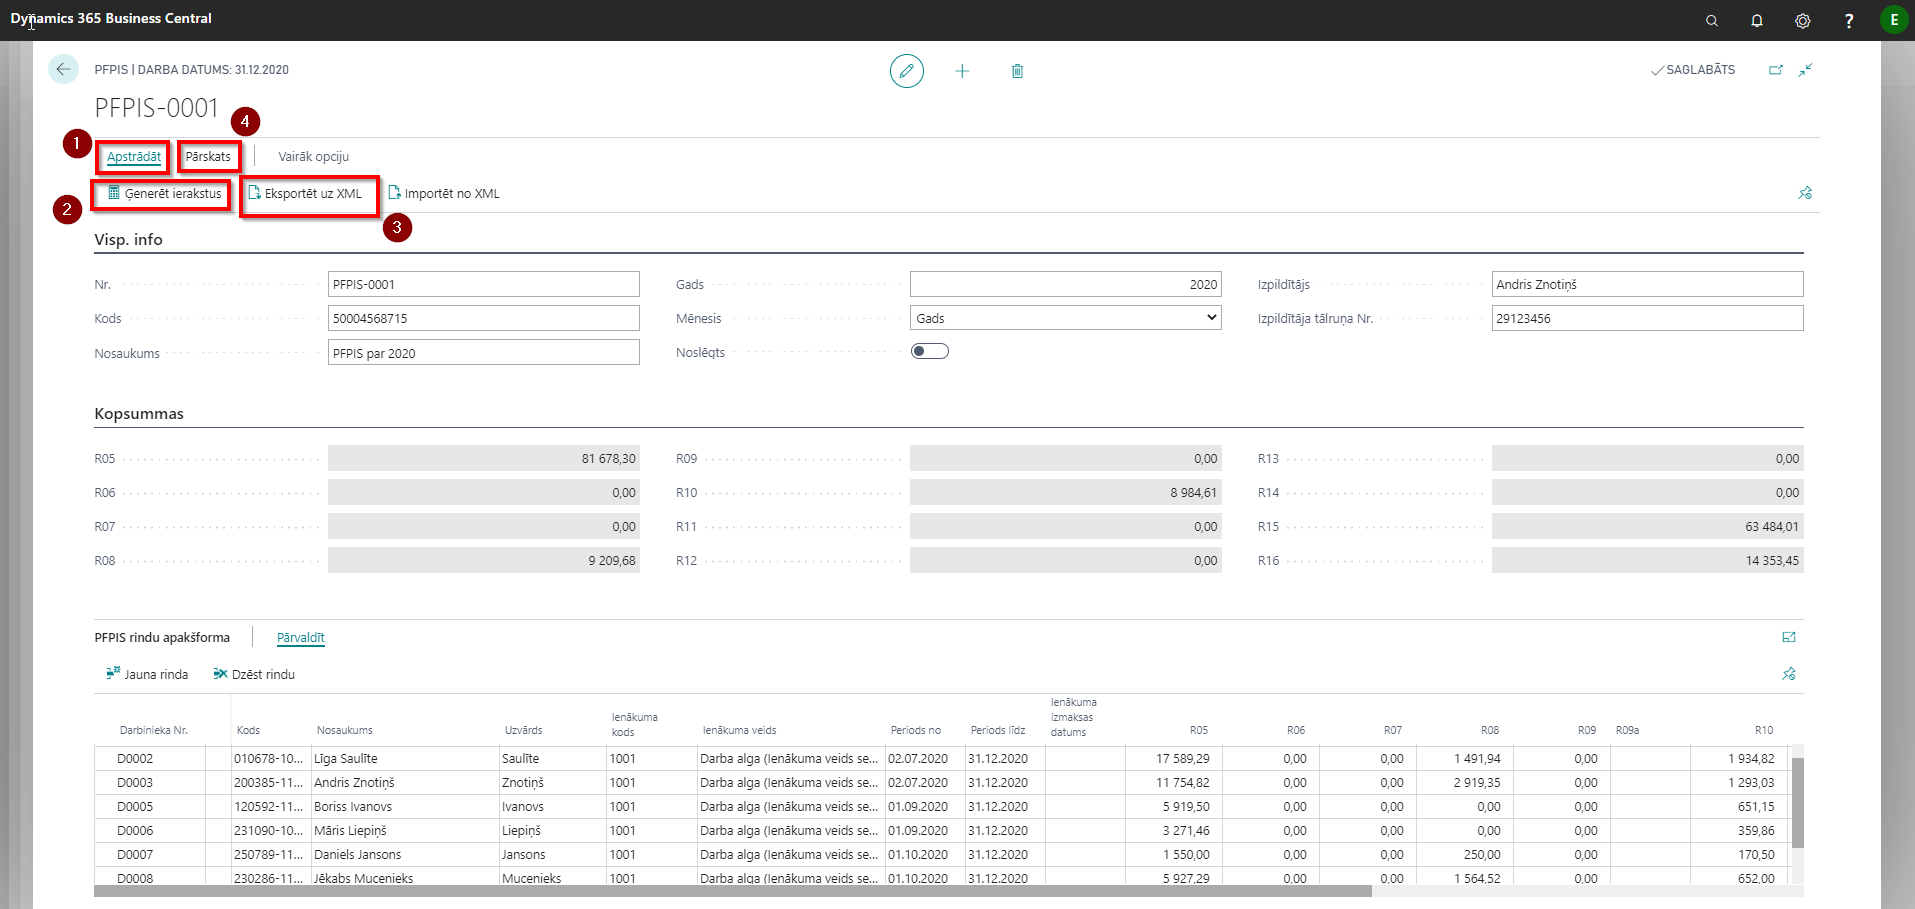 Dynamics 365 Business Central
? E
PFPIS | DARBA DATUMS: 31.12.2020
SAGLABĀTS
PFPIS-0001
4
1
Apstrādāt Pārskats Vairāk opciju
Ģenerēt ierakstus Eksportēt uz XML Importēt no XML
2
3
Visp. info
Nr. PFPIS-0001 Gads 2020 Izpildītājs Andris Znotiņš
Kods 50004568715 Mēnesis Gads Izpildītāja tālruņa Nr. 29123456
Nosaukums PFPIS par 2020 Noslēgts
Kopsummas
R05 81 678,30 R09 0,00 R13 0,00
R06 0,00 R10 8 984,61 R14 0,00
R07 0,00 R11 0,00 R15 63 484,01
R08 9 209,68 R12 0,00 R16 14 353,45
PFPIS rindu apakšforma Pārvaldīt
Jauna rinda Dzēst rindu
Darbinieka Nr. Kods Nosaukums Uzvārds Ienākuma kods Ienākuma veids Periods no Periods līdz Ienākuma izmaksas datums R05 R06 R07 R08 R09 R09a R10
D0002 010678-10... Līga Saulīte Saulīte 1001 Darba alga (Ienākuma veids se... 02.07.2020 31.12.2020 17 589,29 0,00 0,00 1 491,94 0,00 1 934,82
D0003 200385-11... Andris Znotiņš Znotiņš 1001 Darba alga (Ienākuma veids se... 02.07.2020 31.12.2020 11 754,82 0,00 0,00 2 919,35 0,00 1 293,03
D0005 120592-11... Boriss Ivanovs Ivanovs 1001 Darba alga (Ienākuma veids se... 01.09.2020 31.12.2020 5 919,50 0,00 0,00 0,00 0,00 651,15
D0006 231090-10... Māris Liepiņš Liepiņš 1001 Darba alga (Ienākuma veids se... 01.09.2020 31.12.2020 3 271,46 0,00 0,00 0,00 0,00 359,86
D0007 250789-11... Daniels Jansons Jansons 1001 Darba alga (Ienākuma veids se... 01.10.2020 31.12.2020 1 550,00 0,00 0,00 250,00 0,00 170,50
D0008 230286-11... Jēkabs Mucenieks Mucenieks 1001 Darba alga (Ienākuma veids se... 01.10.2020 31.12.2020 5 927,29 0,00 0,00 1 564,52 0,00 652,00